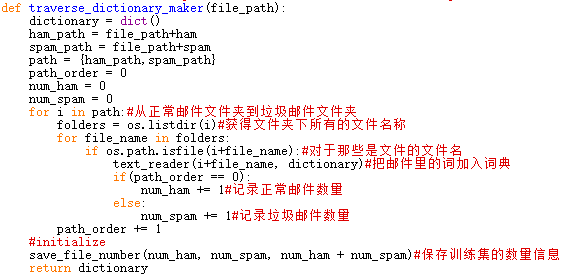 def traverse_dictionary_maker(file_path):
    dictionary = dict()
    ham_path = file_path+ham
    spam_path = file_path+spam
    path = {ham_path,spam_path}
    path_order = 0
    num_ham = 0
    num_spam = 0
    for i in path:#从正常邮件文件夹到垃圾邮件文件夹
        folders = os.listdir(i)#获得文件夹下所有的文件名称
        for file_name in folders:
            if os.path.isfile(i+file_name):#对于那些是文件的文件名
                text_reader(i+file_name, dictionary)#把邮件里的词加入词典
                if(path_order == 0):
                    num_ham += 1#记录正常邮件数量
                else:
                    num_spam += 1#记录垃圾邮件数量
        path_order += 1
    #initialize
    save_file_number(num_ham, num_spam, num_ham + num_spam)#保存训练集的数量信息
    return dictionary